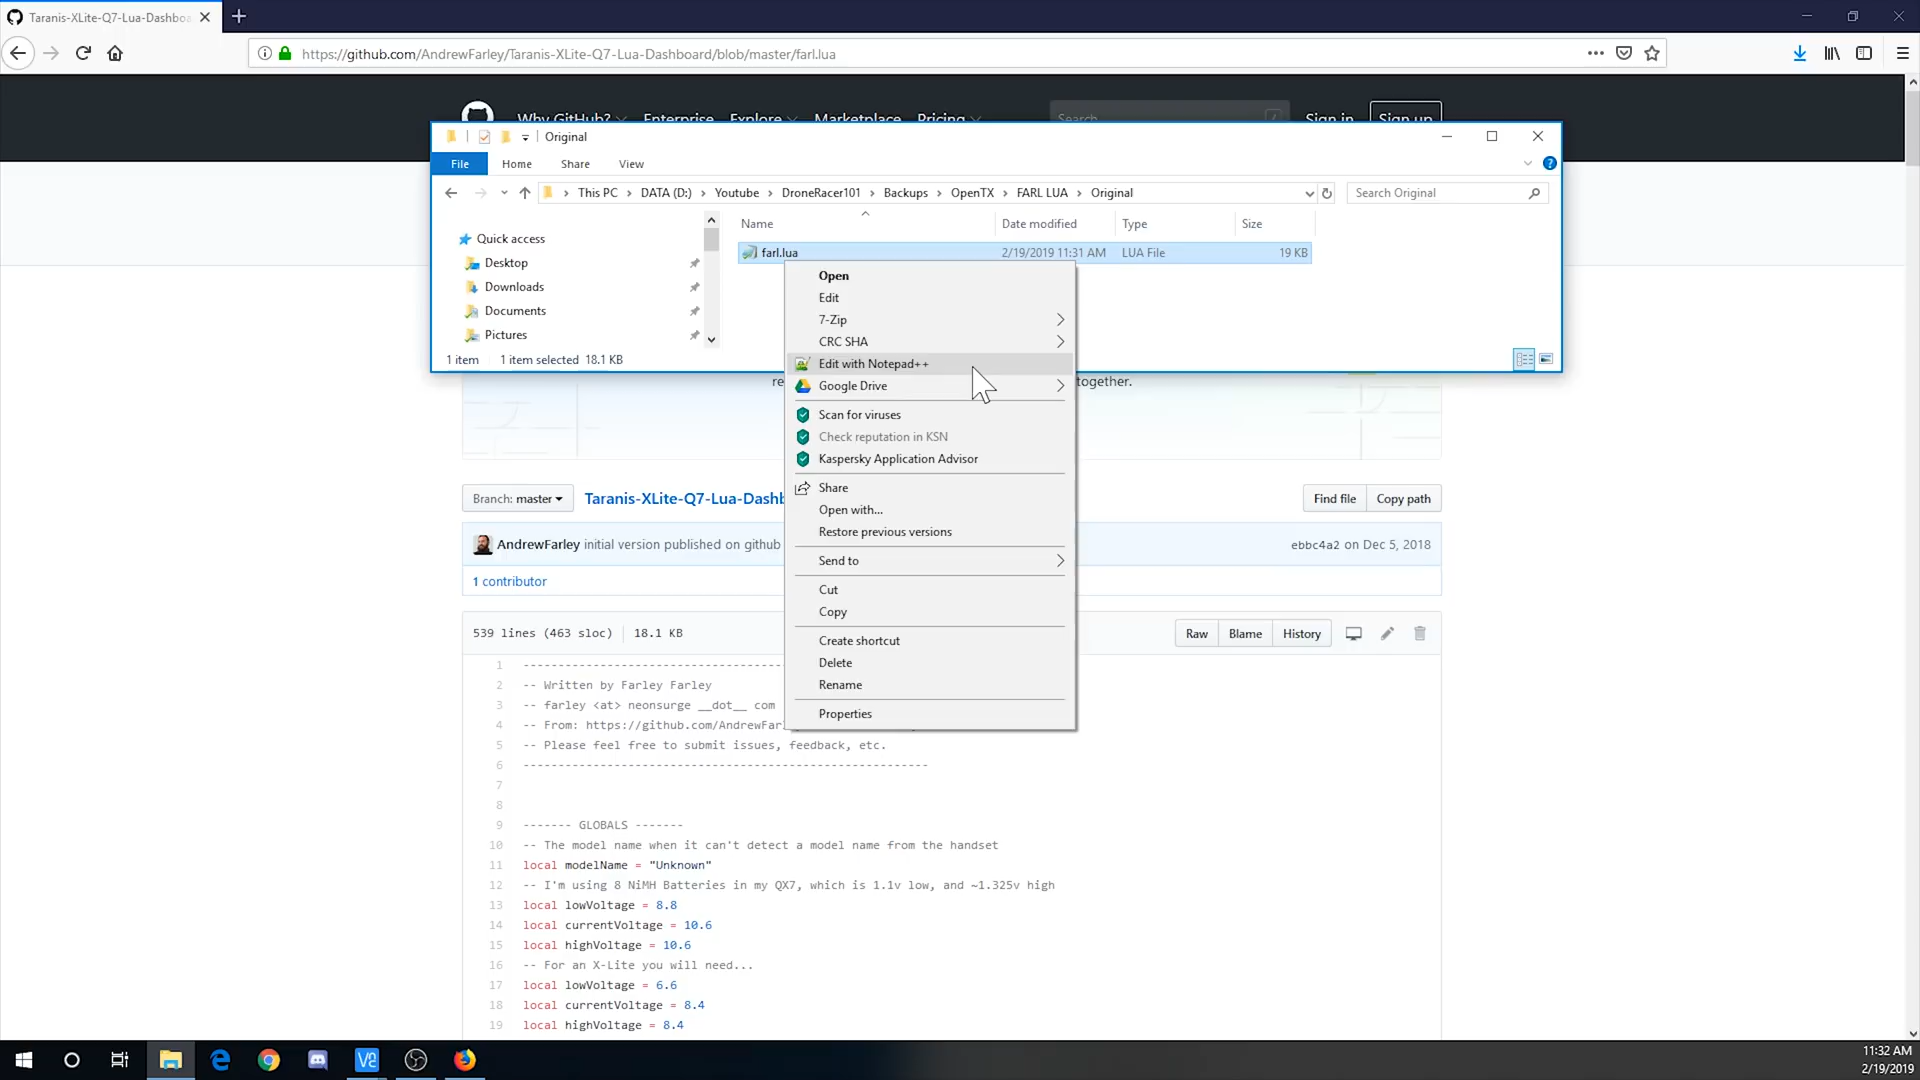 Taranis-XLite-Q7-Lua-Dashboa
https://github.com/AndrewFarley/Taranis-XLite-Q7-Lua-Dashboard/blob/master/farl.lua
Why GitHub? Enterprise Explore Marketplace Pricing Search / Sign in Sign up
Original
File Home Share View
This PC > DATA (D:) > Youtube > DroneRacer101 > Backups > OpenTX > FARL LUA > Original
Search Original
Name Date modified Type Size
Quick access
Desktop
Downloads
Documents
Pictures
farl.lua 2/19/2019 11:31 AM LUA File 19 KB
1 item 1 item selected 18.1 KB
Open
Edit
7-Zip
CRC SHA
Edit with Notepad++
Google Drive
Scan for viruses
Check reputation in KSN
Kaspersky Application Advisor
Share
Open with...
Restore previous versions
Send to
Cut
Copy
Create shortcut
Delete
Rename
Properties
together.
Branch: master
Taranis-XLite-Q7-Lua-Dashb
Find file Copy path
AndrewFarley initial version published on github
ebbc4a2 on Dec 5, 2018
1 contributor
539 lines (463 sloc) 18.1 KB
Raw Blame History
1 -------------------------------------
2 -- Written by Farley Farley
3 -- farley <at> neonsurge __dot__ com
4 -- From: https://github.com/AndrewFar
5 -- Please feel free to submit issues, feedback, etc.
6 ----------------------------------------------------------
7
8
9 ------- GLOBALS -------
10 -- The model name when it can't detect a model name from the handset
11 local modelName = "Unknown"
12 -- I'm using 8 NiMH Batteries in my QX7, which is 1.1v low, and ~1.325v high
13 local lowVoltage = 8.8
14 local currentVoltage = 10.6
15 local highVoltage = 10.6
16 -- For an X-Lite you will need...
17 local lowVoltage = 6.6
18 local currentVoltage = 8.4
19 local highVoltage = 8.4
11:32 AM
2/19/2019